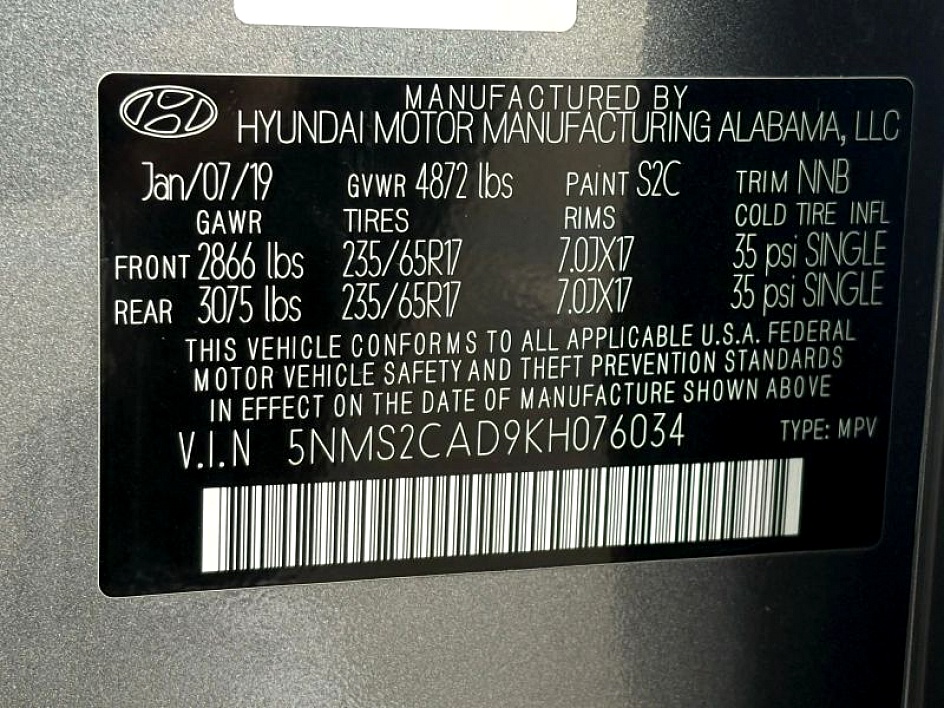 MANUFACTURED BY
HYUNDAI MOTOR MANUFACTURING ALABAMA, LLC
Jan/07/19 GVWR 4872 lbs PAINT S2C TRIM NNB
GAWR TIRES RIMS COLD TIRE INFL
FRONT 2866 lbs 235/65R17 7.0JX17 35 psi SINGLE
REAR 3075 lbs 235/65R17 7.0JX17 35 psi SINGLE
THIS VEHICLE CONFORMS TO ALL APPLICABLE U.S.A. FEDERAL
MOTOR VEHICLE SAFETY AND THEFT PREVENTION STANDARDS
IN EFFECT ON THE DATE OF MANUFACTURE SHOWN ABOVE
V.I.N 5NMS2CAD9KH076034 TYPE: MPV